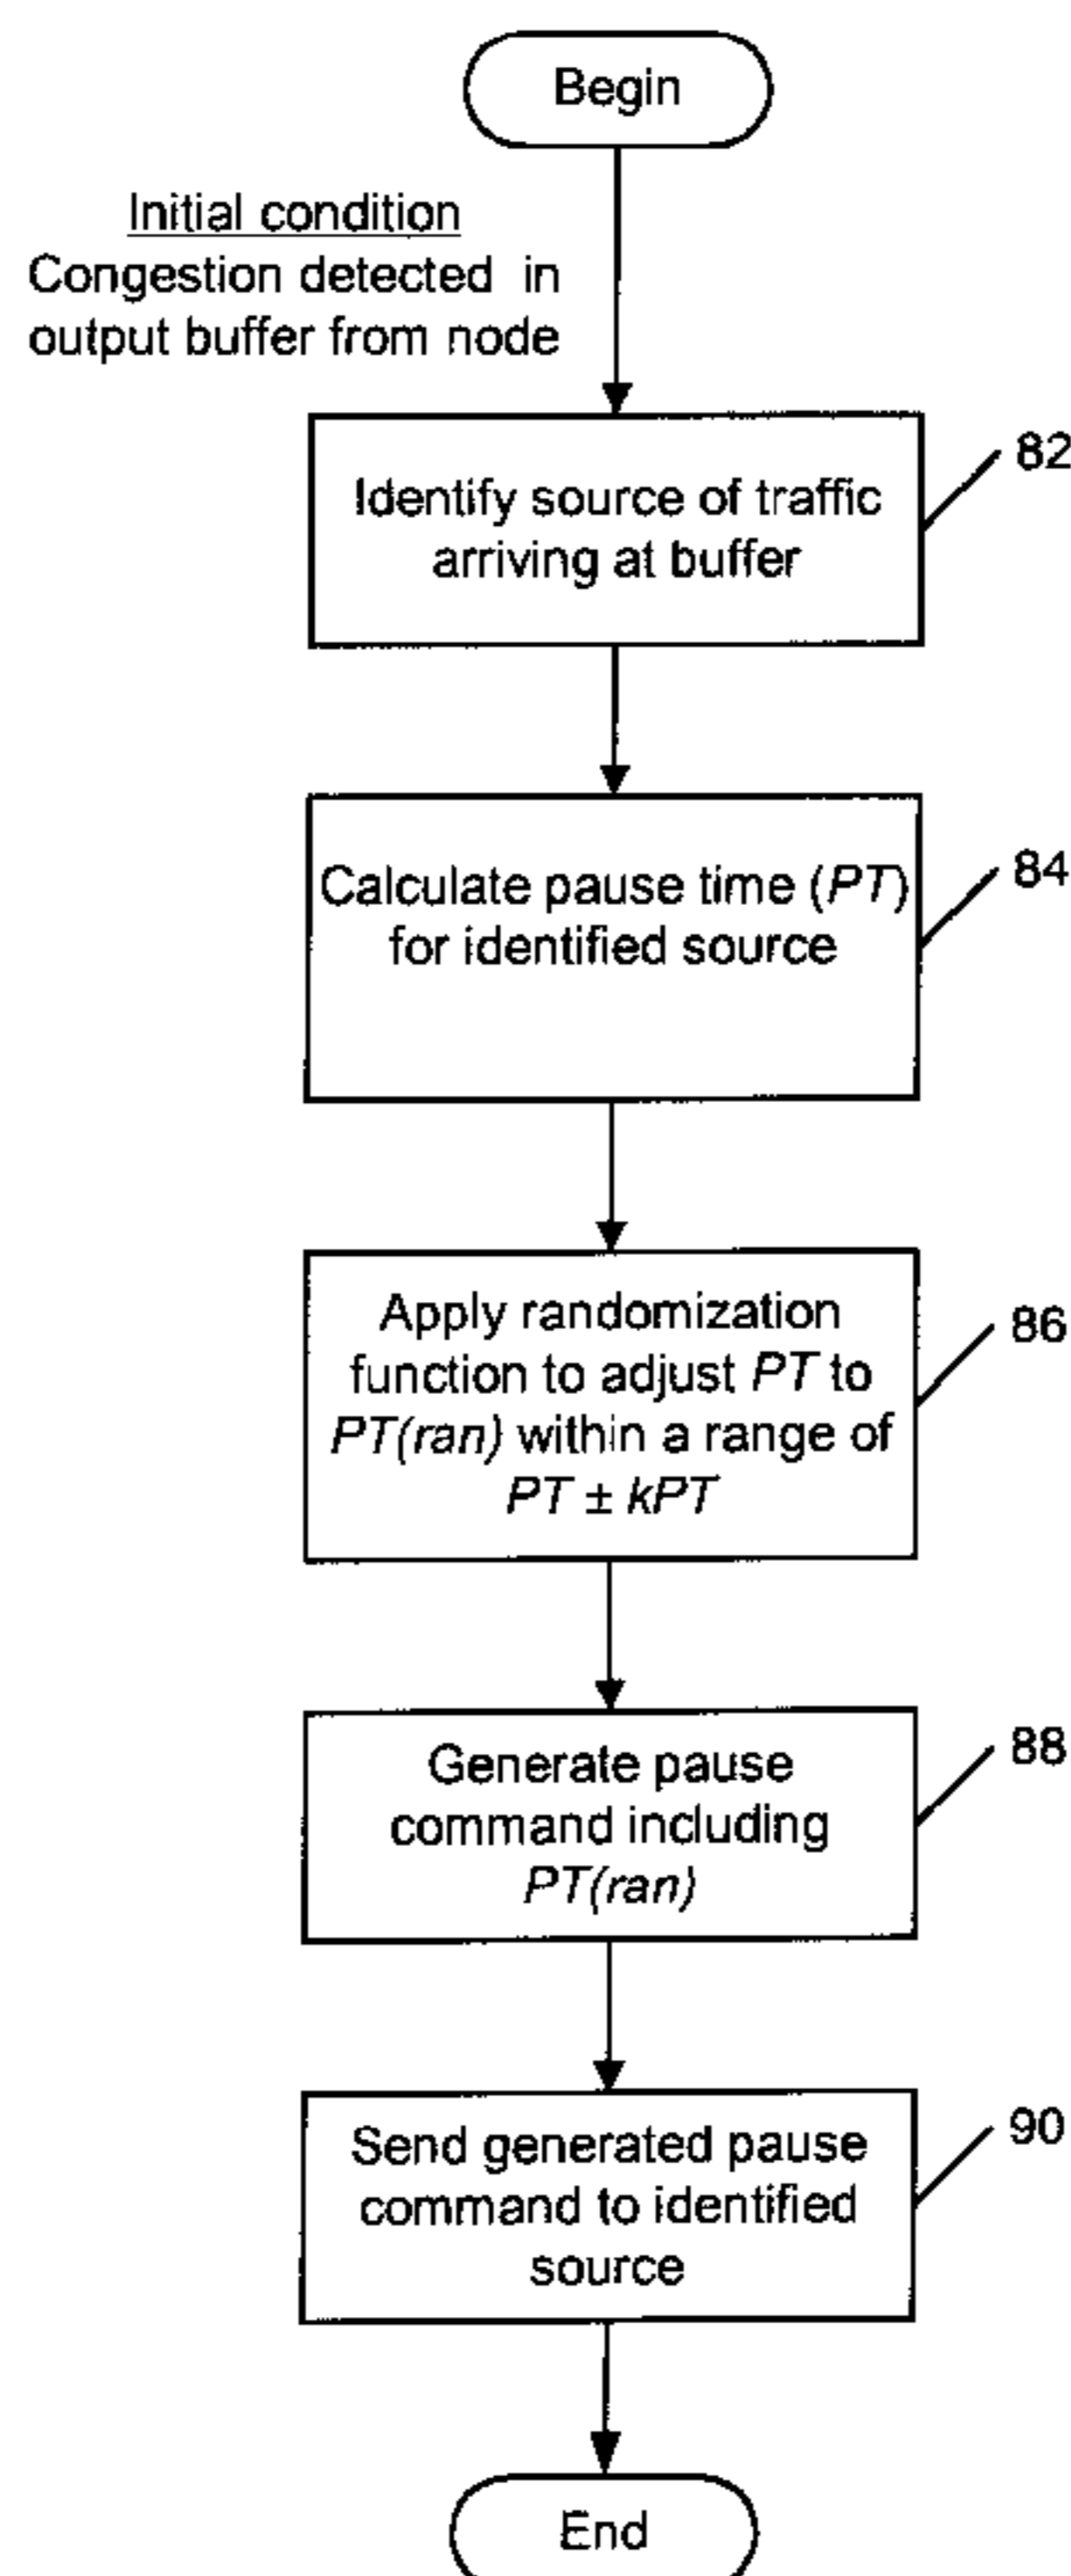 Begin
Initial condition
Congestion detected in
output buffer from node
82
Identify source of traffic
arriving at buffer
84
Calculate pause time (PT)
for identified source
86
Apply randomization
function to adjust PT to
PT(ran) within a range of
PT ± kPT
88
Generate pause
command including
PT(ran)
90
Send generated pause
command to identified
source
End